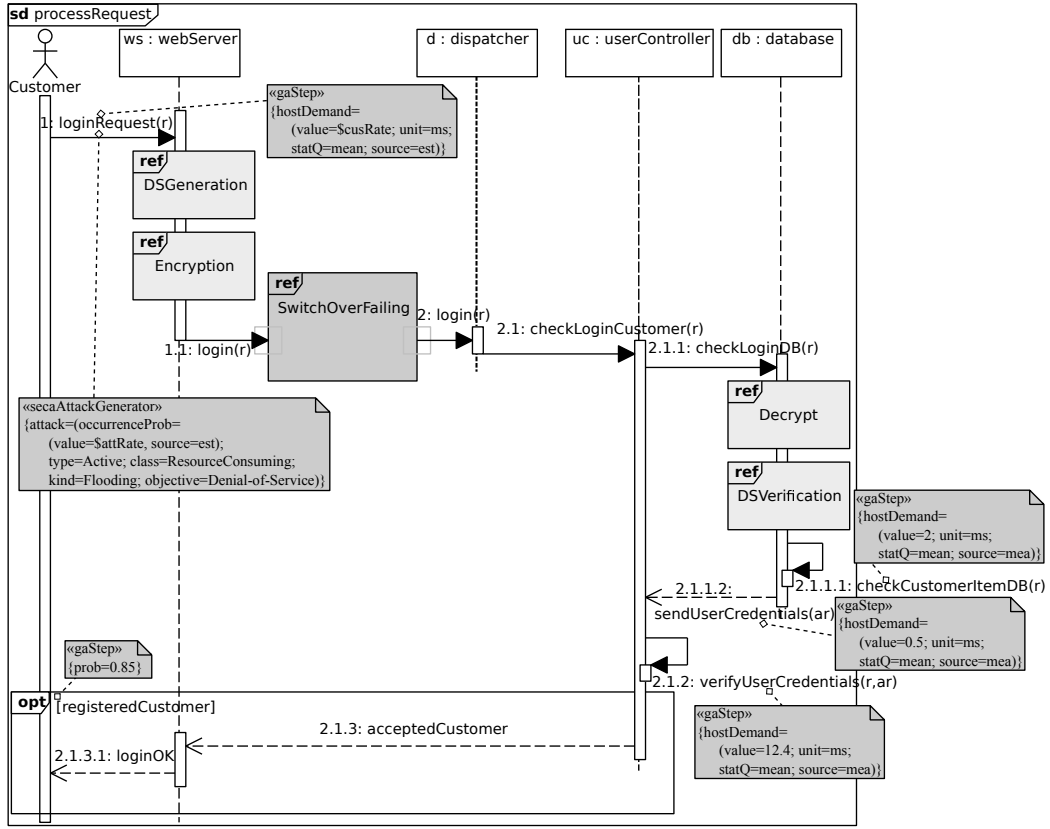 sd processRequest
ws : webServer
d : dispatcher
uc : userController
db : database
Customer
«gaStep»
{hostDemand=
(value=$cusRate; unit=ms;
statQ=mean; source=est)}
1: loginRequest(r)
ref
DSGeneration
ref
Encryption
ref
SwitchOverFailing
1.1: login(r)
2: login(r)
2.1: checkLoginCustomer(r)
2.1.1: checkLoginDB(r)
ref
Decrypt
«secaAttackGenerator»
{attack=(occurrenceProb=
(value=$attRate, source=est);
type=Active; class=ResourceConsuming;
kind=Flooding; objective=Denial-of-Service)}
ref
DSVerification
«gaStep»
{hostDemand=
(value=2; unit=ms;
statQ=mean; source=mea)}
2.1.1.1: checkCustomerItemDB(r)
2.1.1.2:
sendUserCredentials(ar)
«gaStep»
{hostDemand=
(value=0.5; unit=ms;
statQ=mean; source=mea)}
«gaStep»
{prob=0.85}
2.1.2: verifyUserCredentials(r,ar)
opt
[registeredCustomer]
«gaStep»
{hostDemand=
(value=12.4; unit=ms;
statQ=mean; source=mea)}
2.1.3: acceptedCustomer
2.1.3.1: loginOK